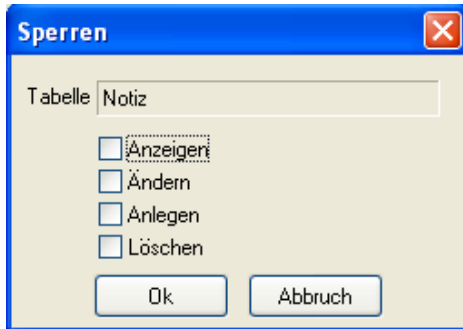 Sperren
Tabelle Notiz
Anzeigen
Ändern
Anlegen
Löschen
Ok Abbruch